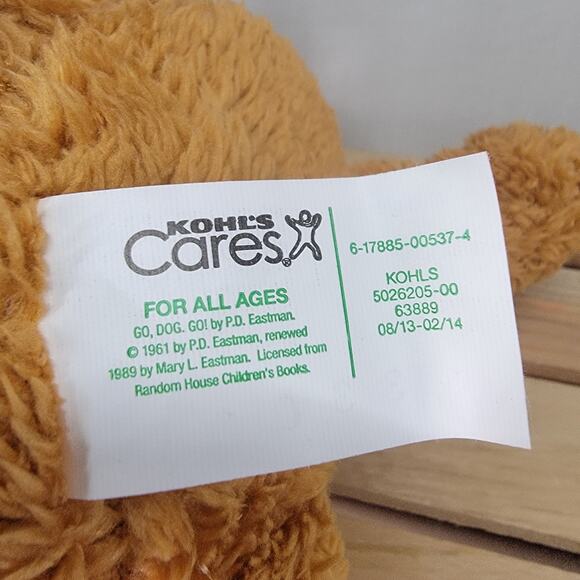 KOHL'S
Cares®
FOR ALL AGES
GO, DOG. GO! by P.D. Eastman.
© 1961 by P.D. Eastman, renewed
1989 by Mary L. Eastman. Licensed from
Random House Children's Books.
6-17885-00537-4
KOHLS
5026205-00
63889
08/13-02/14